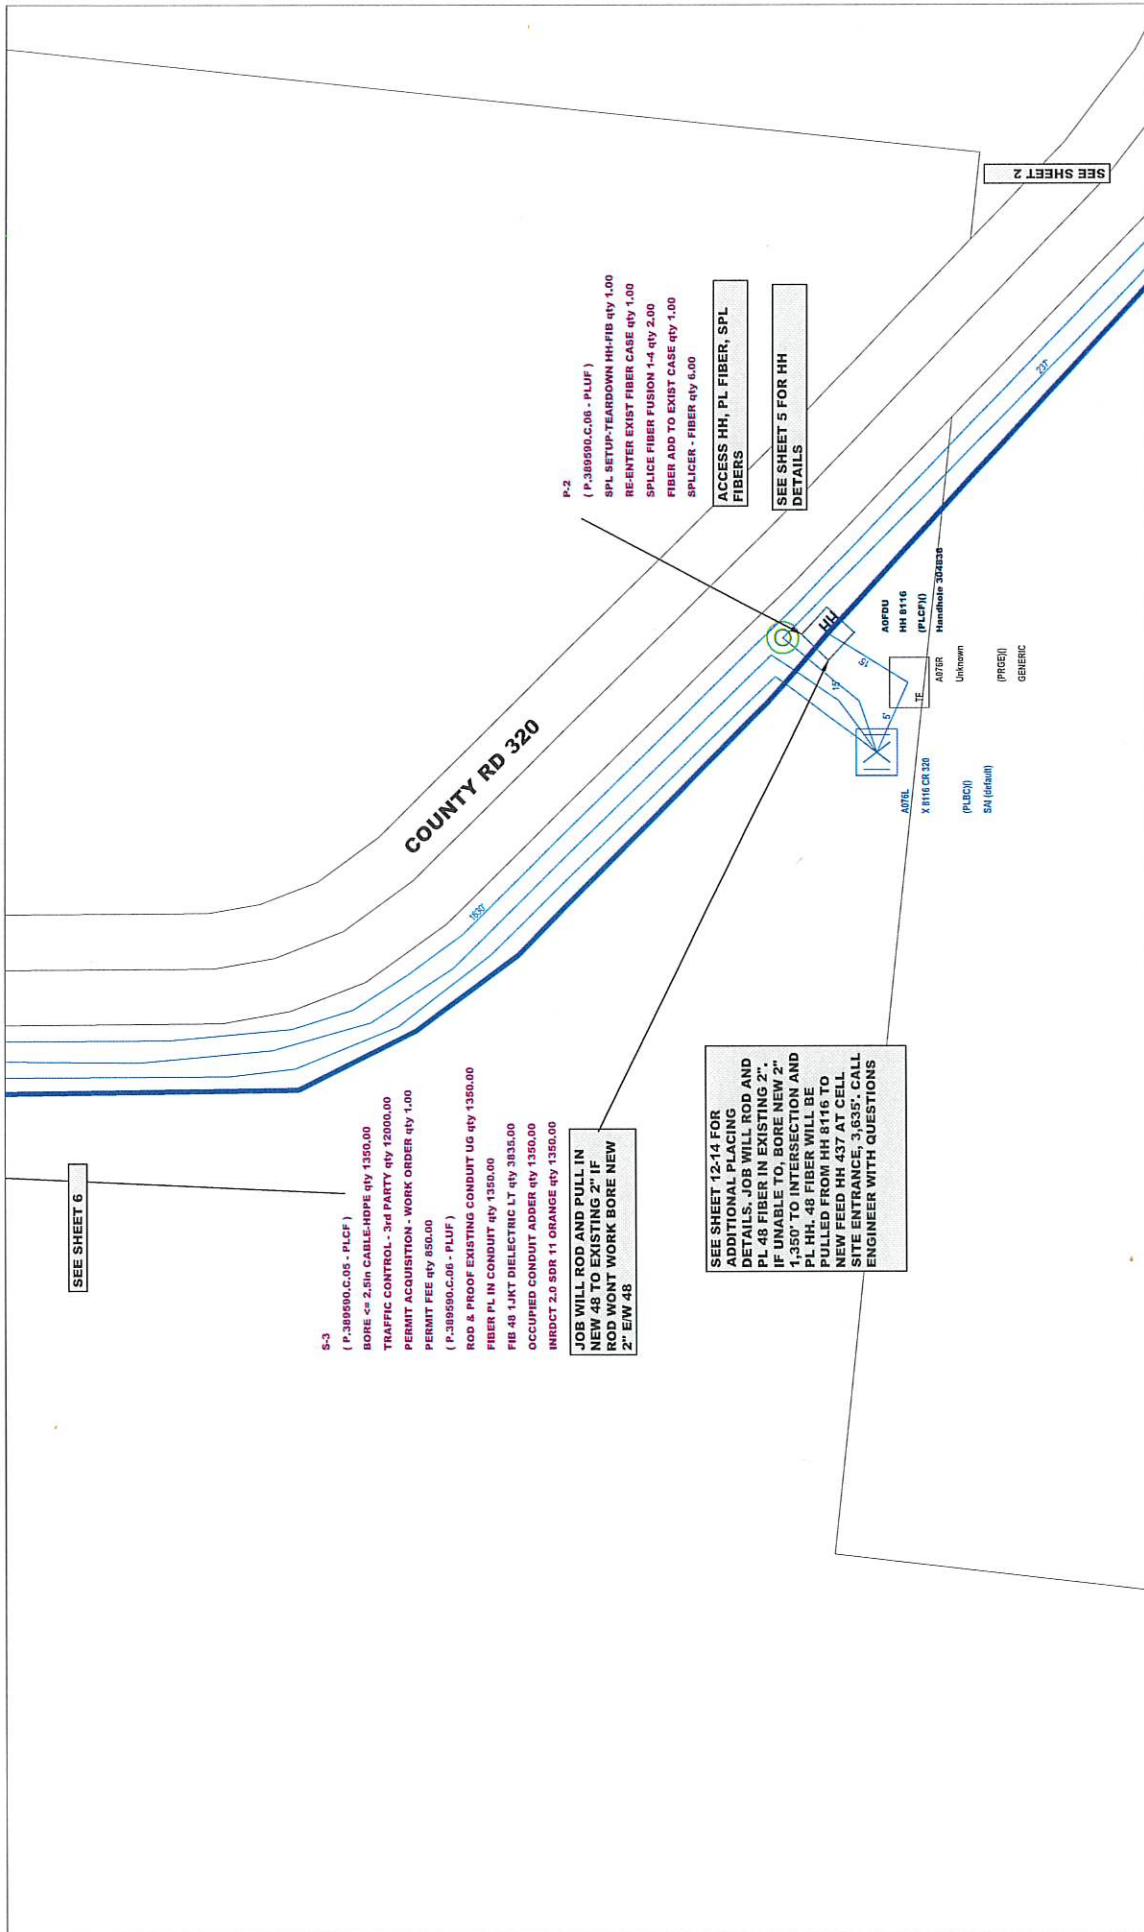 SEE SHEET 6
S-3
( P.389590.C.05 - PLCF )
BORE <= 2.5in CABLE-HDPE qty 1350.00
TRAFFIC CONTROL - 3rd PARTY qty 12000.00
PERMIT ACQUISITION - WORK ORDER qty 1.00
PERMIT FEE qty 850.00
( P.389590.C.06 - PLUF )
ROD & PROOF EXISTING CONDUIT UG qty 1350.00
FIBER PL IN CONDUIT qty 1350.00
FIB 48 1JKT DIELECTRIC LT qty 3835.00
OCCUPIED CONDUIT ADDER qty 1350.00
INRDCT 2.0 SDR 11 ORANGE qty 1350.00
JOB WILL ROD AND PULL IN
NEW 48 TO EXISTING 2" IF
ROD WONT WORK BORE NEW
2" E/W 48
SEE SHEET 12-14 FOR
ADDITIONAL PLACING
DETAILS. JOB WILL ROD AND
PL 48 FIBER IN EXISTING 2".
IF UNABLE TO, BORE NEW 2"
1,350' TO INTERSECTION AND
PL HH. 48 FIBER WILL BE
PULLED FROM HH 8116 TO
NEW FEED HH 437 AT CELL
SITE ENTRANCE, 3,635'. CALL
ENGINEER WITH QUESTIONS
COUNTY RD 320
1630'
P-2
( P.389590.C.06 - PLUF )
SPL SETUP-TEARDOWN HH-FIB qty 1.00
RE-ENTER EXIST FIBER CASE qty 1.00
SPLICE FIBER FUSION 1-4 qty 2.00
FIBER ADD TO EXIST CASE qty 1.00
SPLICER - FIBER qty 6.00
ACCESS HH, PL FIBER, SPL
FIBERS
SEE SHEET 5 FOR HH
DETAILS
HH
15'
15'
5'
TF
A0FDU
HH 8116
(PLCF)()
Handhole 304836
A076R
Unknown
(PRGE)()
GENERIC
A076L
X 8116 CR 320
(PLBC)()
SAI (default)
237'
SEE SHEET 2